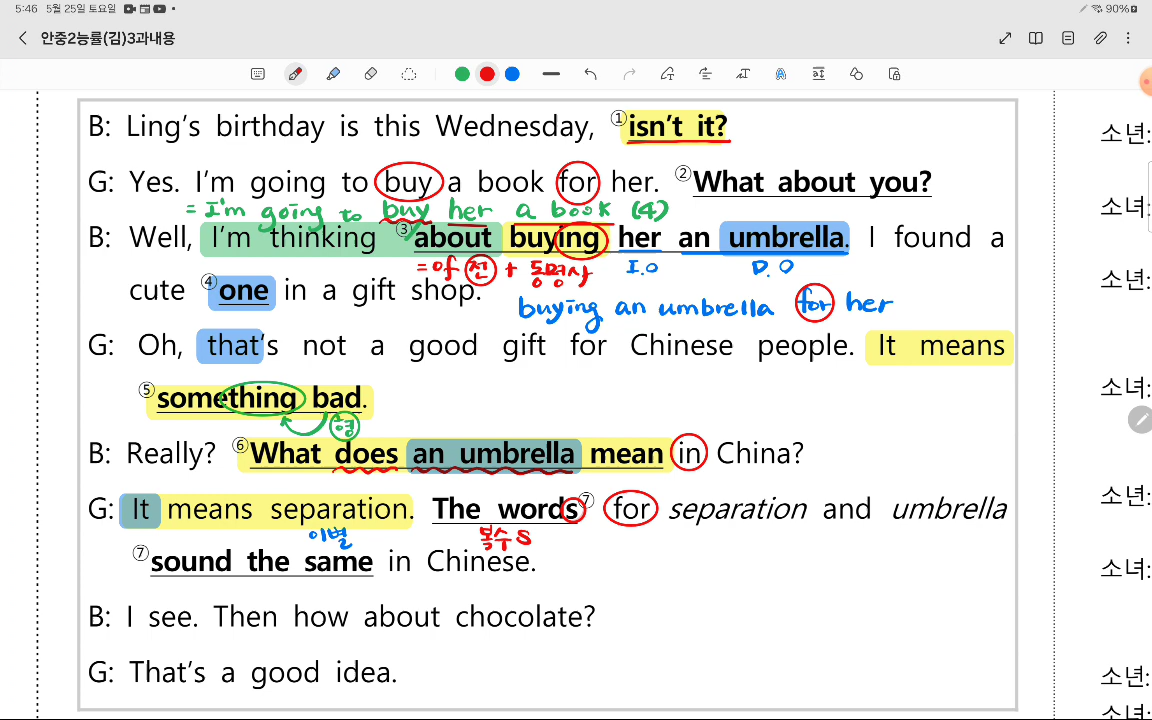 5:46 5월 25일 토요일 90%
안중2능률(김)3과내용
B: Ling's birthday is this Wednesday, ①isn't it?
소년:
G: Yes. I'm going to buy a book for her. ②What about you?
= I'm going to buy her a book (4)
소녀:
B: Well, I'm thinking ③about buying her an umbrella. I found a
소년:
= of 전 + 동명사 I.O D.O
cute ④one in a gift shop.
buying an umbrella for her
G: Oh, that's not a good gift for Chinese people. It means
소녀:
⑤something bad.
형
B: Really? ⑥What does an umbrella mean in China?
소년:
G: It means separation. The words⑦ for separation and umbrella
소녀:
이별 복수 s
⑦sound the same in Chinese.
소녀:
B: I see. Then how about chocolate?
G: That's a good idea.
소년:
소녀: